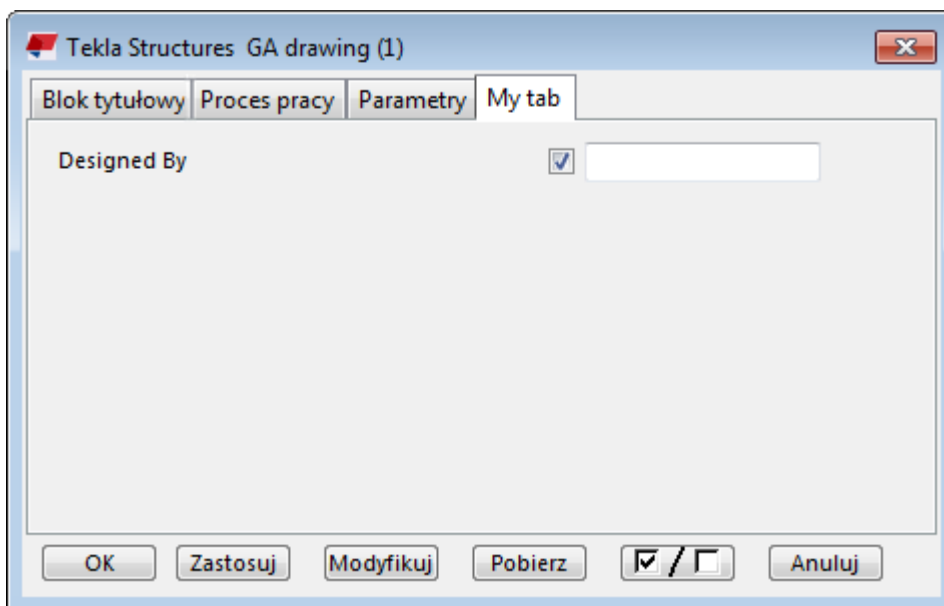 Tekla Structures GA drawing (1)
Blok tytułowy Proces pracy Parametry My tab
Designed By
OK Zastosuj Modyfikuj Pobierz / Anuluj